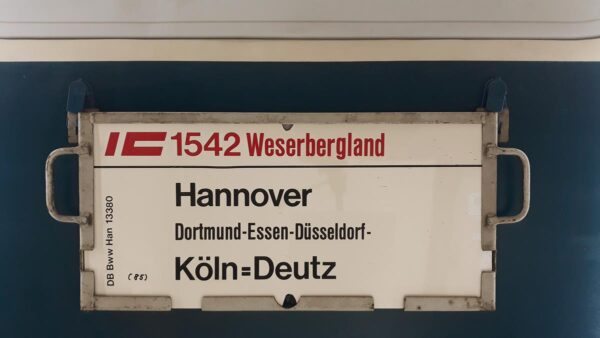 IC 1542 Weserbergland
Hannover
Dortmund-Essen-Düsseldorf-
Köln=Deutz
DB Bww Han 13380
(85)